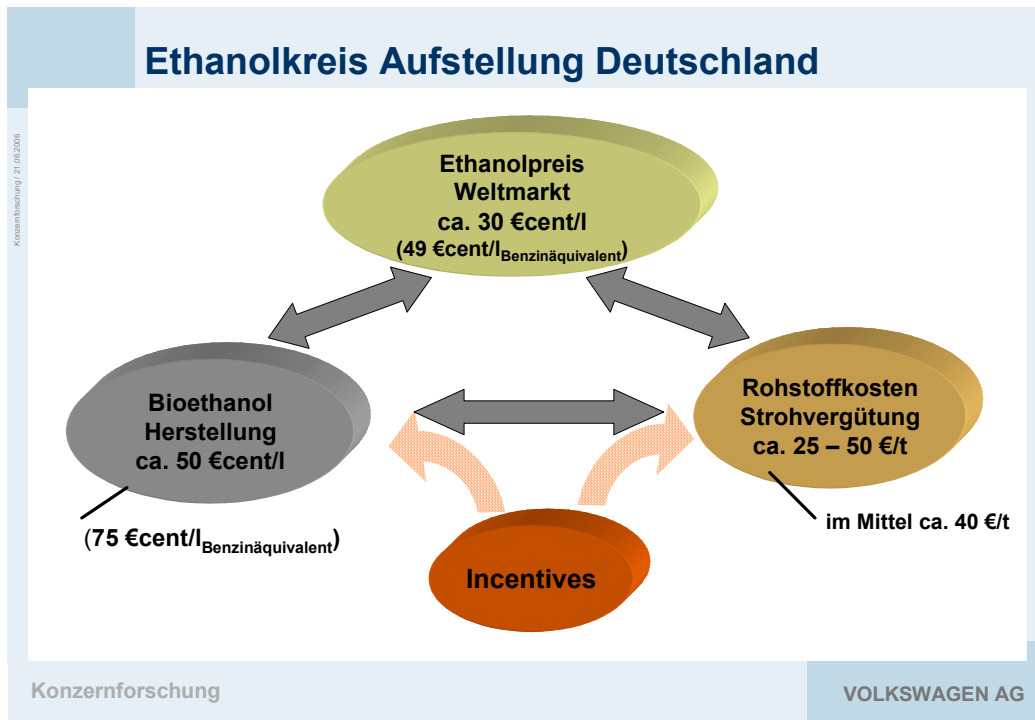 Ethanolkreis Aufstellung Deutschland
Konzernforschung / 21.06.2006
Ethanolpreis
Weltmarkt
ca. 30 €cent/l
(49 €cent/lBenzinäquivalent)
Bioethanol
Herstellung
ca. 50 €cent/l
(75 €cent/lBenzinäquivalent)
Rohstoffkosten
Strohvergütung
ca. 25 – 50 €/t
im Mittel ca. 40 €/t
Incentives
Konzernforschung
VOLKSWAGEN AG